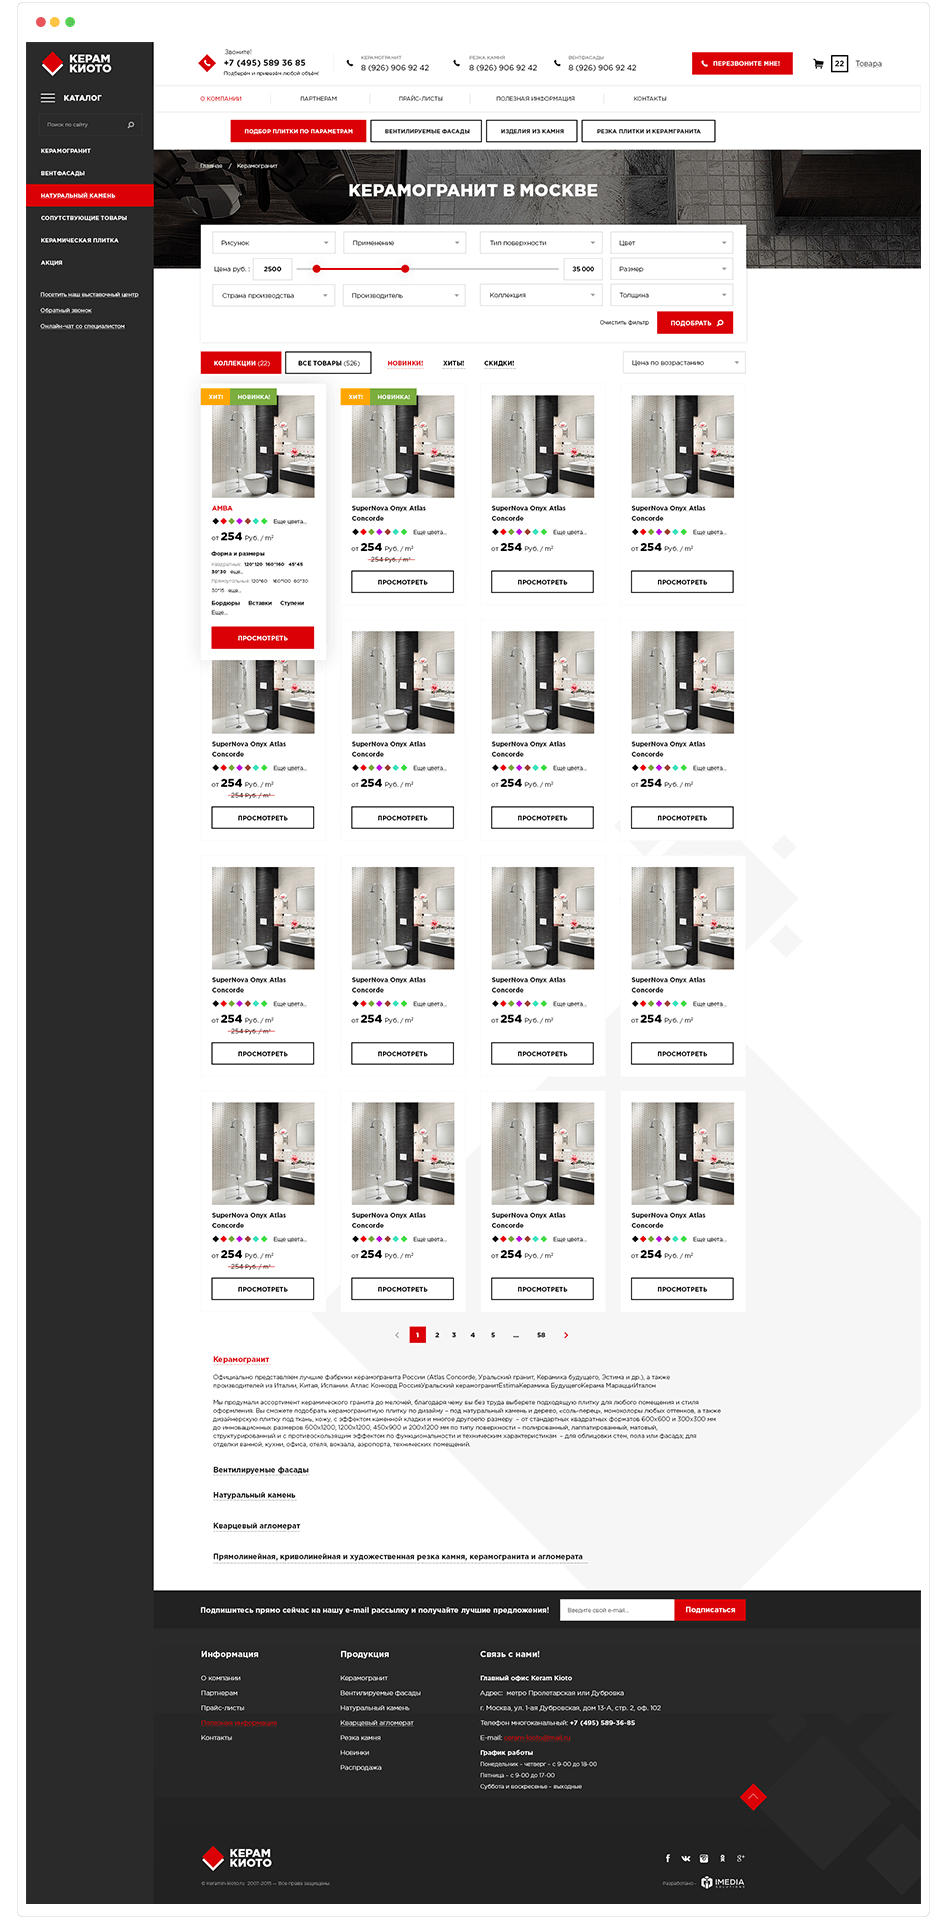 КЕРАМ
КИОТО
КАТАЛОГ
Поиск по сайту
КЕРАМОГРАНИТ
ВЕНТФАСАДЫ
НАТУРАЛЬНЫЙ КАМЕНЬ
СОПУТСТВУЮЩИЕ ТОВАРЫ
КЕРАМИЧЕСКАЯ ПЛИТКА
АКЦИЯ
Посетить наш выставочный центр
Обратный звонок
Онлайн-чат со специалистом
Звоните!
+7 (495) 589 36 85
Подберём и привезём любой объём!
КЕРАМОГРАНИТ
8 (926) 906 92 42
РЕЗКА КАМНЯ
8 (926) 906 92 42
ВЕНТФАСАДЫ
8 (926) 906 92 42
ПЕРЕЗВОНИТЕ МНЕ!
22 Товара
О КОМПАНИИ ПАРТНЕРАМ ПРАЙС-ЛИСТЫ ПОЛЕЗНАЯ ИНФОРМАЦИЯ КОНТАКТЫ
ПОДБОР ПЛИТКИ ПО ПАРАМЕТРАМ ВЕНТИЛИРУЕМЫЕ ФАСАДЫ ИЗДЕЛИЯ ИЗ КАМНЯ РЕЗКА ПЛИТКИ И КЕРАМГРАНИТА
Главная / Керамогранит
КЕРАМОГРАНИТ В МОСКВЕ
Рисунок Применение Тип поверхности Цвет
Цена руб. : 2500 35 000 Размер
Страна производства Производитель Коллекция Толщина
Очистить фильтр ПОДОБРАТЬ
КОЛЛЕКЦИИ (22) ВСЕ ТОВАРЫ (526) НОВИНКИ! ХИТЫ! СКИДКИ! Цена по возрастанию
ХИТ! НОВИНКА! ХИТ! НОВИНКА!
AMBA
Еще цвета...
от 254 Руб. / m²
Форма и размеры
Квадратные: 120*120 160*160 45*45
30*30 еще...
Прямоугольные: 120*60 160*100 60*30
30*15 еще...
Бордюры Вставки Ступени
Еще...
ПРОСМОТРЕТЬ
SuperNova Onyx Atlas
Concorde
Еще цвета...
от 254 Руб. / m²
254 Руб. / m²
ПРОСМОТРЕТЬ
SuperNova Onyx Atlas
Concorde
Еще цвета...
от 254 Руб. / m²
ПРОСМОТРЕТЬ
SuperNova Onyx Atlas
Concorde
Еще цвета...
от 254 Руб. / m²
ПРОСМОТРЕТЬ
SuperNova Onyx Atlas
Concorde
Еще цвета...
от 254 Руб. / m²
254 Руб. / m²
ПРОСМОТРЕТЬ
SuperNova Onyx Atlas
Concorde
Еще цвета...
от 254 Руб. / m²
ПРОСМОТРЕТЬ
SuperNova Onyx Atlas
Concorde
Еще цвета...
от 254 Руб. / m²
ПРОСМОТРЕТЬ
SuperNova Onyx Atlas
Concorde
Еще цвета...
от 254 Руб. / m²
ПРОСМОТРЕТЬ
SuperNova Onyx Atlas
Concorde
Еще цвета...
от 254 Руб. / m²
254 Руб. / m²
ПРОСМОТРЕТЬ
SuperNova Onyx Atlas
Concorde
Еще цвета...
от 254 Руб. / m²
ПРОСМОТРЕТЬ
SuperNova Onyx Atlas
Concorde
Еще цвета...
от 254 Руб. / m²
ПРОСМОТРЕТЬ
SuperNova Onyx Atlas
Concorde
Еще цвета...
от 254 Руб. / m²
ПРОСМОТРЕТЬ
SuperNova Onyx Atlas
Concorde
Еще цвета...
от 254 Руб. / m²
254 Руб. / m²
ПРОСМОТРЕТЬ
SuperNova Onyx Atlas
Concorde
Еще цвета...
от 254 Руб. / m²
ПРОСМОТРЕТЬ
SuperNova Onyx Atlas
Concorde
Еще цвета...
от 254 Руб. / m²
ПРОСМОТРЕТЬ
SuperNova Onyx Atlas
Concorde
Еще цвета...
от 254 Руб. / m²
ПРОСМОТРЕТЬ
1 2 3 4 5 ... 58
Керамогранит
Официально представляем лучшие фабрики керамогранита России (Atlas Concorde, Уральский гранит, Керамика будущего, Эстима и др.), а также
производителей из Италии, Китая, Испании. Атлас Конкорд РоссияУральский керамогранитEstimaКерамика БудущегоКерама МарацциИталон
Мы продумали ассортимент керамического гранита до мелочей, благодаря чему вы без труда выберете подходящую плитку для любого помещения и стиля
оформления. Вы сможете подобрать керамогранитную плитку по дизайну – под натуральный камень и дерево, «соль-перец», моноколоры любых оттенков, а также
дизайнерскую плитку под ткань, кожу, с эффектом каменной кладки и многое другоепо размеру – от стандартных квадратных форматов 600х600 и 300х300 мм
до инновационных размеров 600х1200, 1200х1200, 450х900 и 200х1200 мм по типу поверхности – полированный, лаппатированный, матовый,
структурированный и с противоскользящим эффектом по функциональности и техническим характеристикам – для облицовки стен, пола или фасада; для
отделки ванной, кухни, офиса, отеля, вокзала, аэропорта, технических помещений.
Вентилируемые фасады
Натуральный камень
Кварцевый агломерат
Прямолинейная, криволинейная и художественная резка камня, керамогранита и агломерата
Подпишитесь прямо сейчас на нашу e-mail рассылку и получайте лучшие предложения! Введите свой e-mail... Подписаться
Информация
О компании
Партнерам
Прайс-листы
Полезная информация
Контакты
Продукция
Керамогранит
Вентилируемые фасады
Натуральный камень
Кварцевый агломерат
Резка камня
Новинки
Распродажа
Связь с нами!
Главный офис Keram Kioto
Адрес: метро Пролетарская или Дубровка
г. Москва, ул. 1-ая Дубровская, дом 13-А, стр. 2, оф. 102
Телефон многоканальный: +7 (495) 589-36-85
E-mail: keram-kioto@mail.ru
График работы
Понедельник – четверг – с 9-00 до 18-00
Пятница – с 9-00 до 17-00
Суббота и воскресенье – выходные
КЕРАМ
КИОТО
© Keramin-kioto.ru 2007-2015 — Все права защищены.
Разработано - IMEDIA
SOLUTIONS